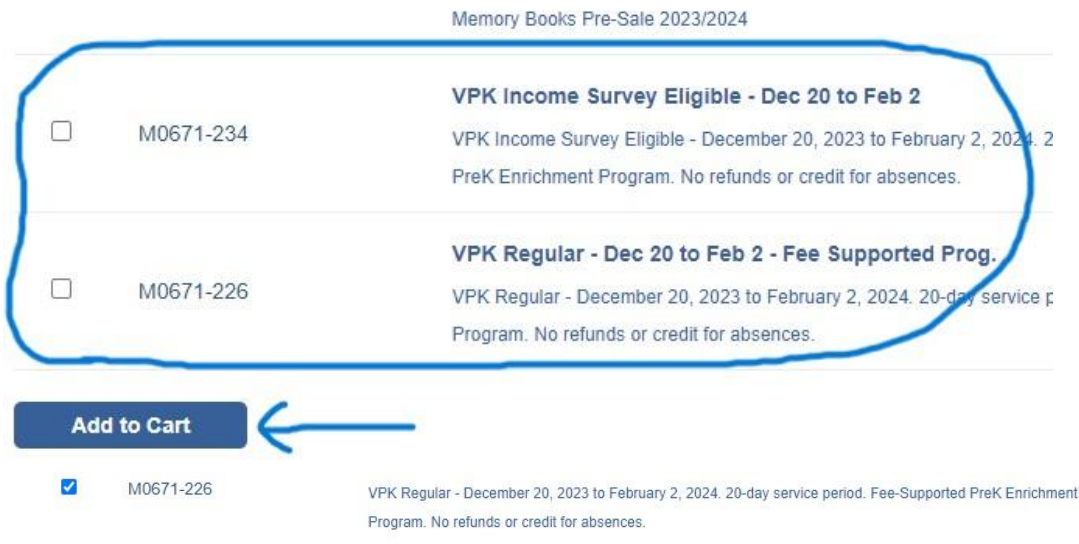 Memory Books Pre-Sale 2023/2024
VPK Income Survey Eligible - Dec 20 to Feb 2
M0671-234
VPK Income Survey Eligible - December 20, 2023 to February 2, 2024. 2
PreK Enrichment Program. No refunds or credit for absences.
VPK Regular - Dec 20 to Feb 2 - Fee Supported Prog.
M0671-226
VPK Regular - December 20, 2023 to February 2, 2024. 20-day service p
Program. No refunds or credit for absences.
Add to Cart
M0671-226
VPK Regular - December 20, 2023 to February 2, 2024. 20-day service period. Fee-Supported PreK Enrichment
Program. No refunds or credit for absences.